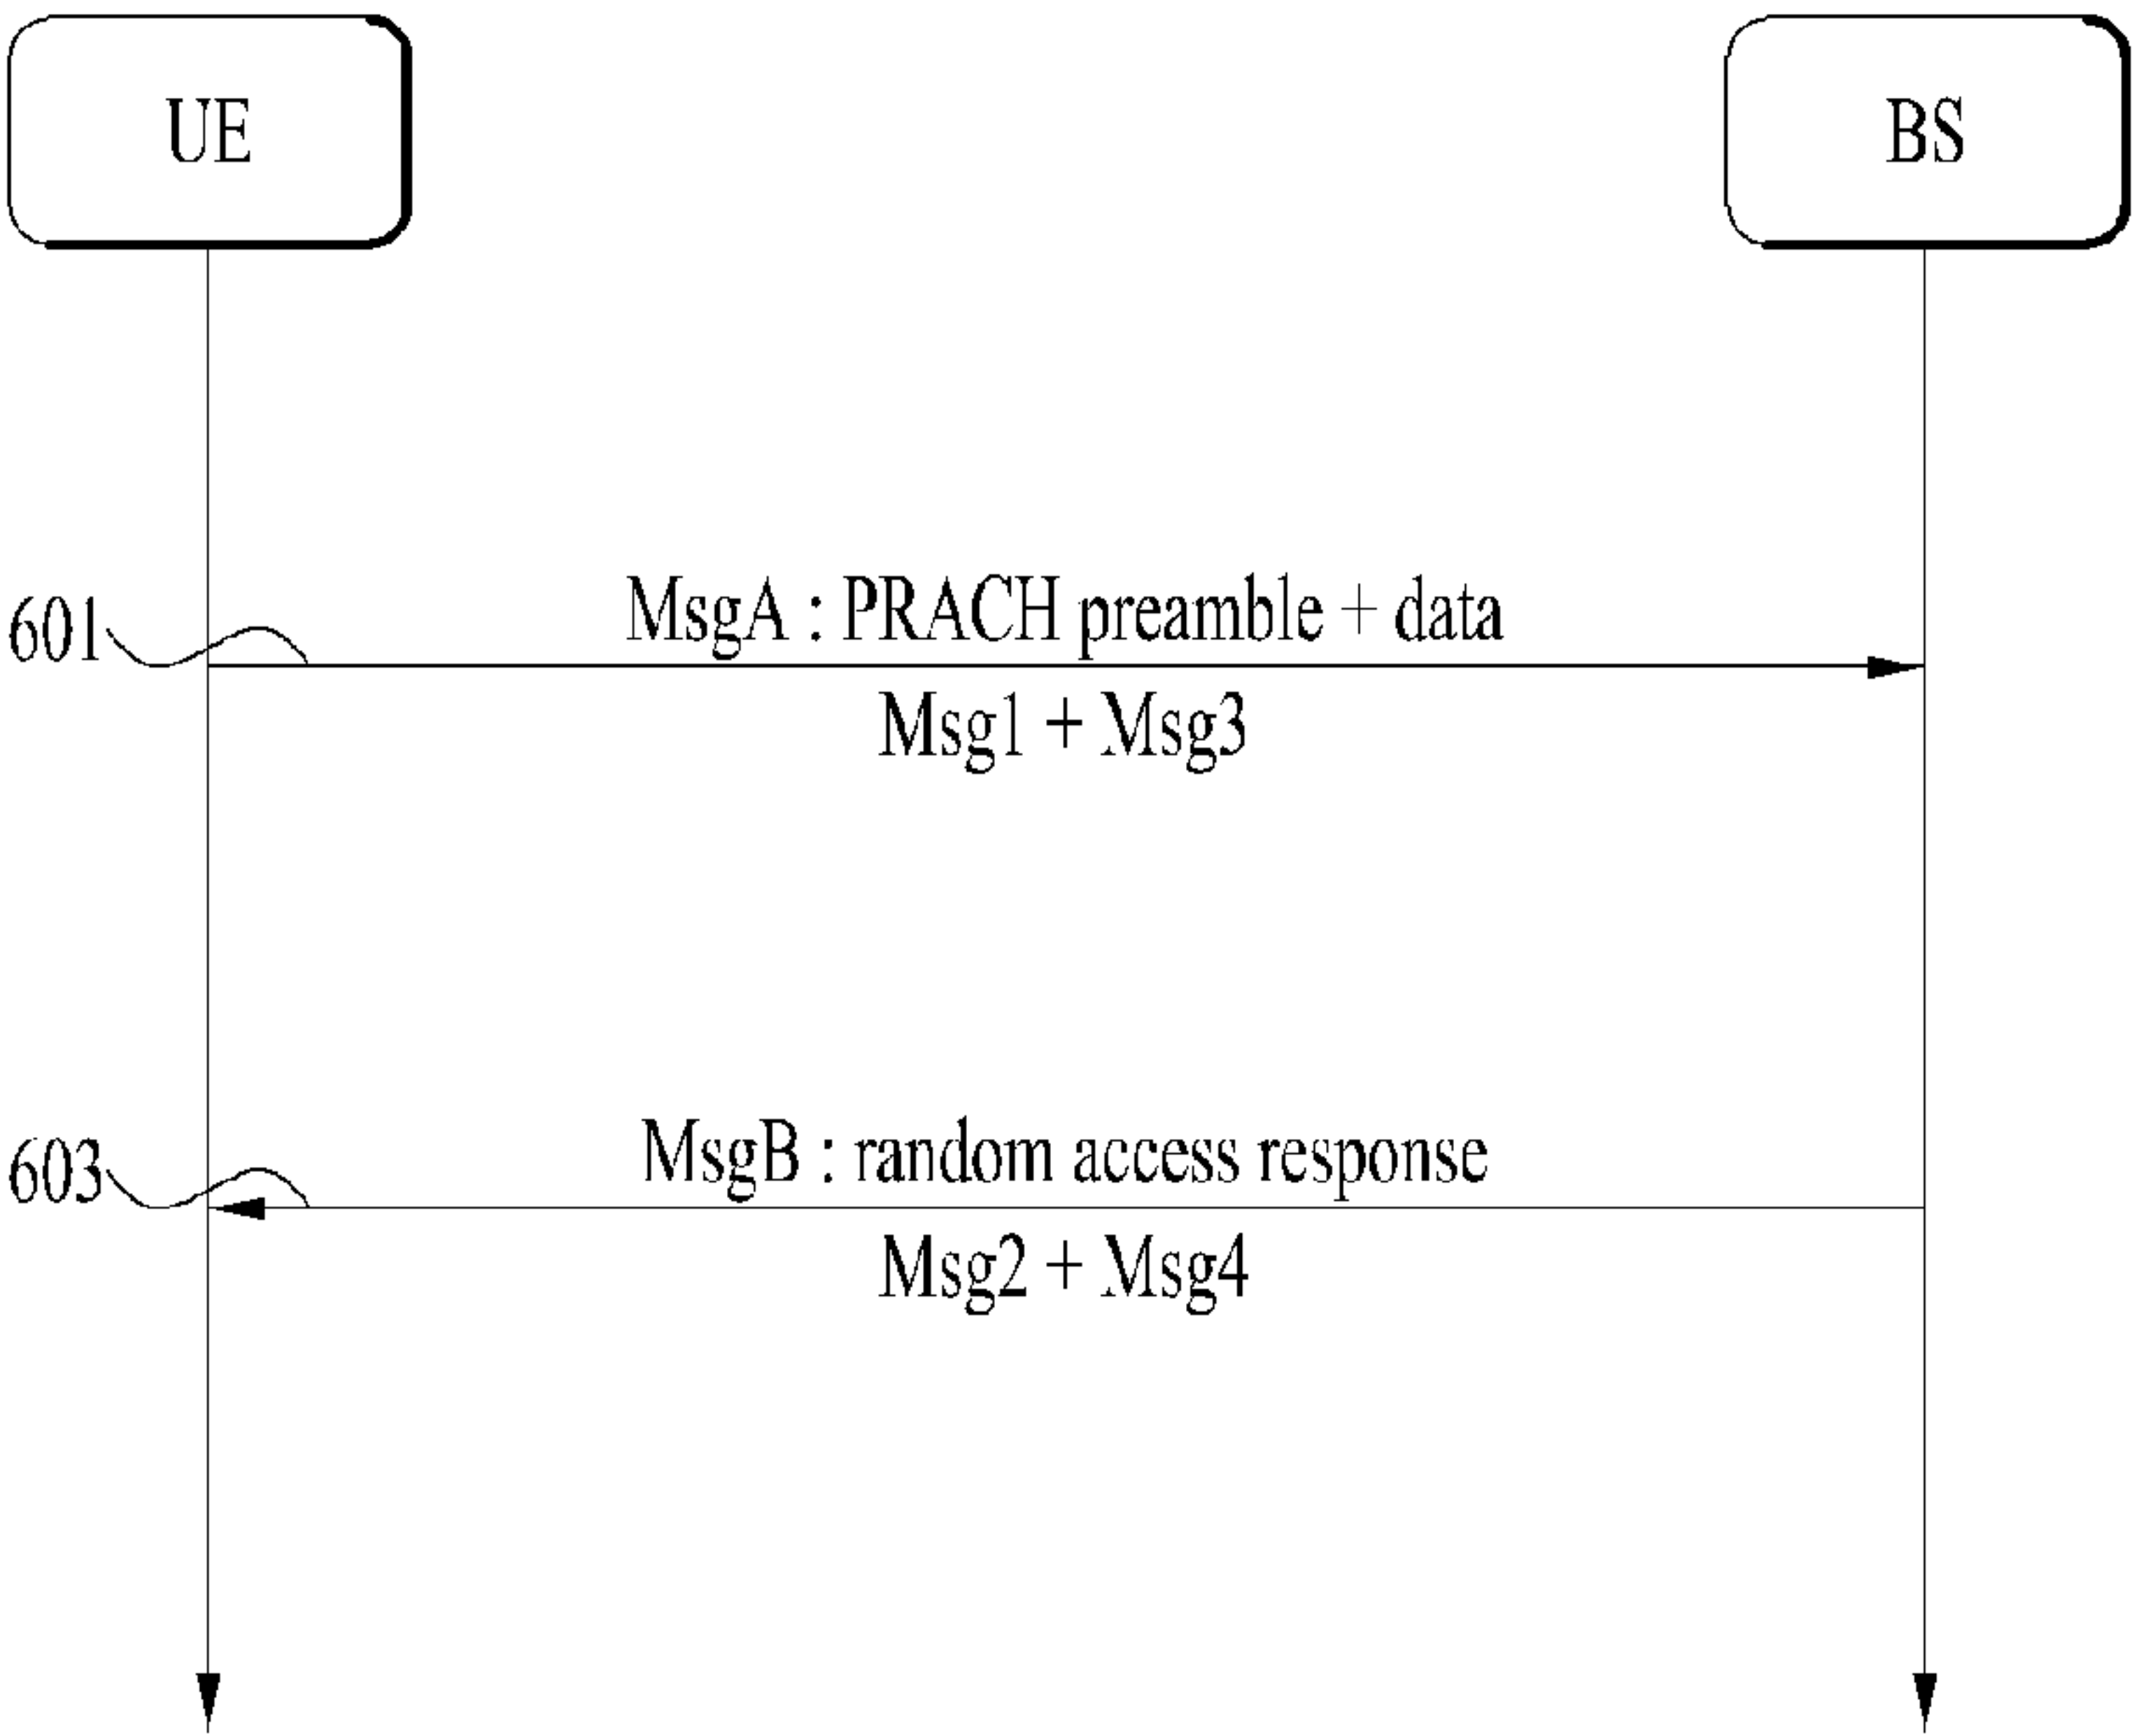 UE
BS
601
MsgA : PRACH preamble + data
Msg1 + Msg3
603
MsgB : random access response
Msg2 + Msg4